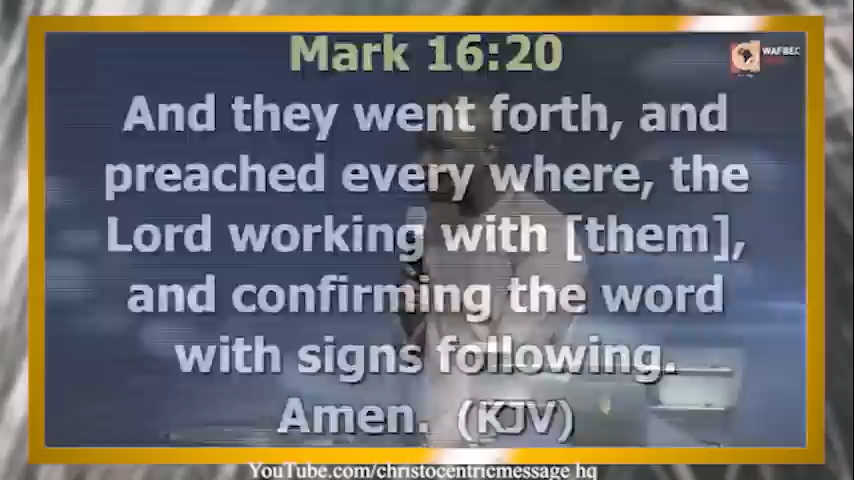 Mark 16:20
WAFBEC
And they went forth, and
preached every where, the
Lord working with [them],
and confirming the word
with signs following.
Amen. (KJV)
YouTube.com/christocentricmessage hq